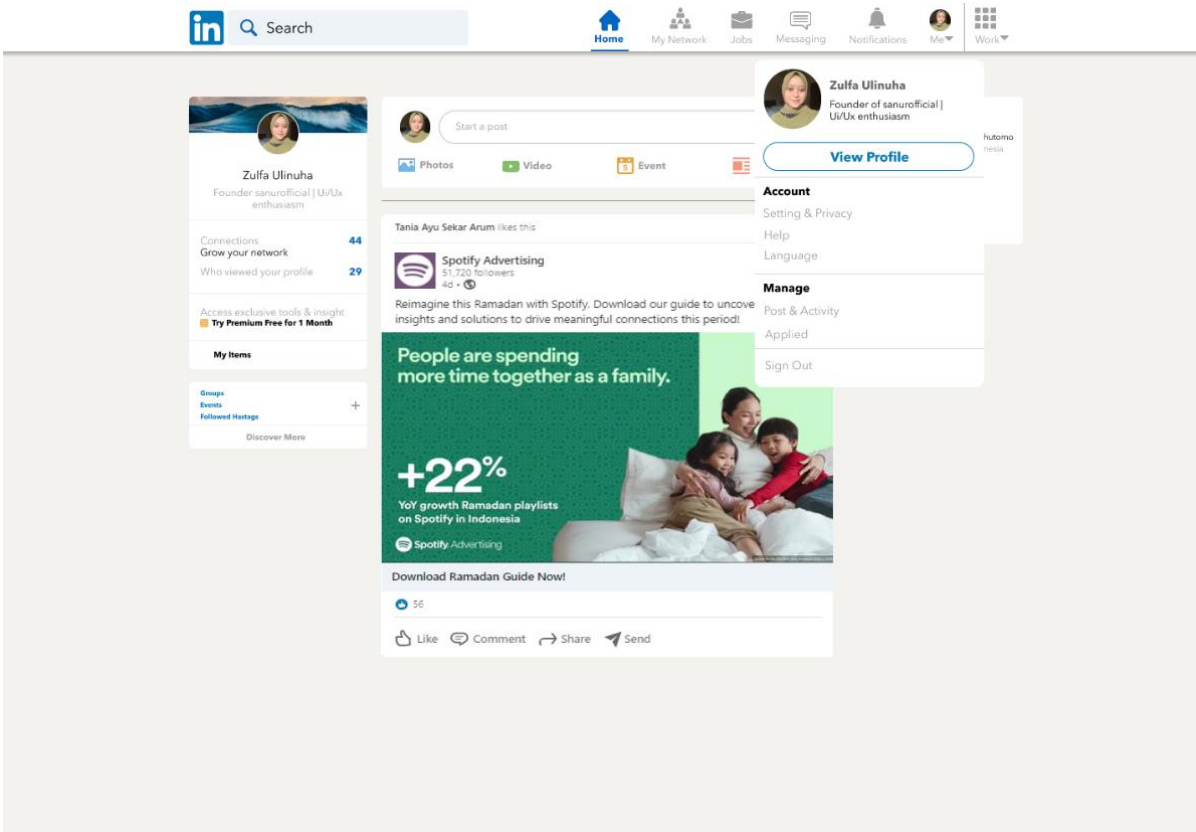 in
Search
Home
My Network
Jobs
Messaging
Notifications
Me
Work
Zulfa Ulinuha
Founder sanurofficial | Ui/Ux
enthusiasm
Connections 44
Grow your network
Who viewed your profile 29
Access exclusive tools & insight
Try Premium Free for 1 Month
My Items
Groups
Events
Followed Hastags
Discover More
Start a post
Photos
Video
Event
Tania Ayu Sekar Arum likes this
Spotify Advertising
51,720 followers
4d •
Reimagine this Ramadan with Spotify. Download our guide to uncove
insights and solutions to drive meaningful connections this period!
People are spending
more time together as a family.
+22%
YoY growth Ramadan playlists
on Spotify in Indonesia
Spotify Advertising
Download Ramadan Guide Now!
56
Like
Comment
Share
Send
Zulfa Ulinuha
Founder of sanurofficial |
Ui/Ux enthusiasm
View Profile
Account
Setting & Privacy
Help
Language
Manage
Post & Activity
Applied
Sign Out
hutomo
nesia